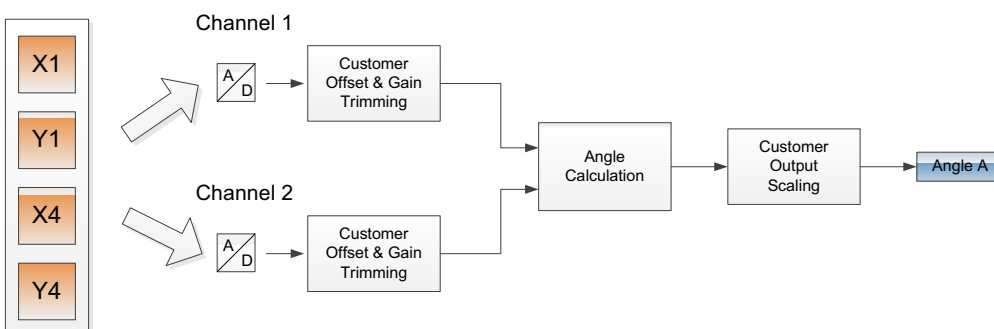 X1
Y1
X4
Y4
Channel 1
A
D
Customer
Offset & Gain
Trimming
Channel 2
A
D
Customer
Offset & Gain
Trimming
Angle
Calculation
Customer
Output
Scaling
Angle A